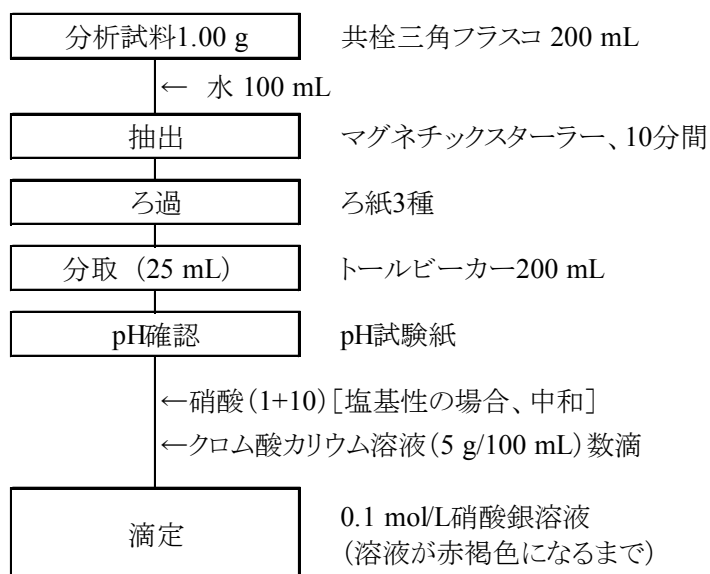 分析試料1.00 g 共栓三角フラスコ 200 mL
← 水 100 mL
抽出 マグネチックスターラー、10分間
ろ過 ろ紙3種
分取 (25 mL) トールビーカー200 mL
pH確認 pH試験紙
←硝酸(1+10)[塩基性の場合、中和]
←クロム酸カリウム溶液(5 g/100 mL)数滴
滴定 0.1 mol/L硝酸銀溶液
(溶液が赤褐色になるまで)